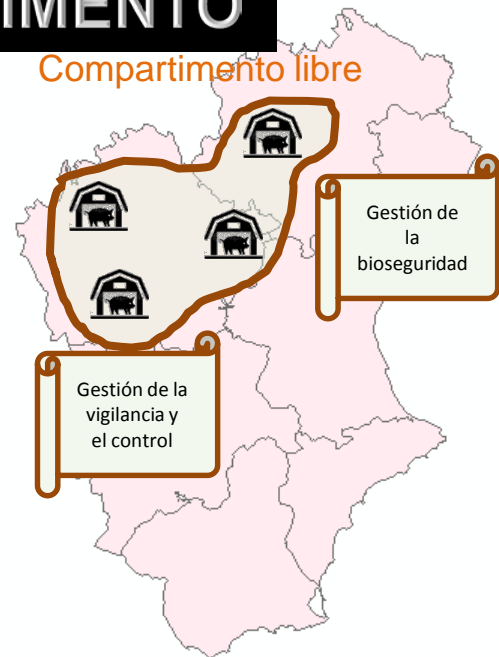 IMENTO
Compartimento libre
Gestión de
la
bioseguridad
Gestión de la
vigilancia y
el control